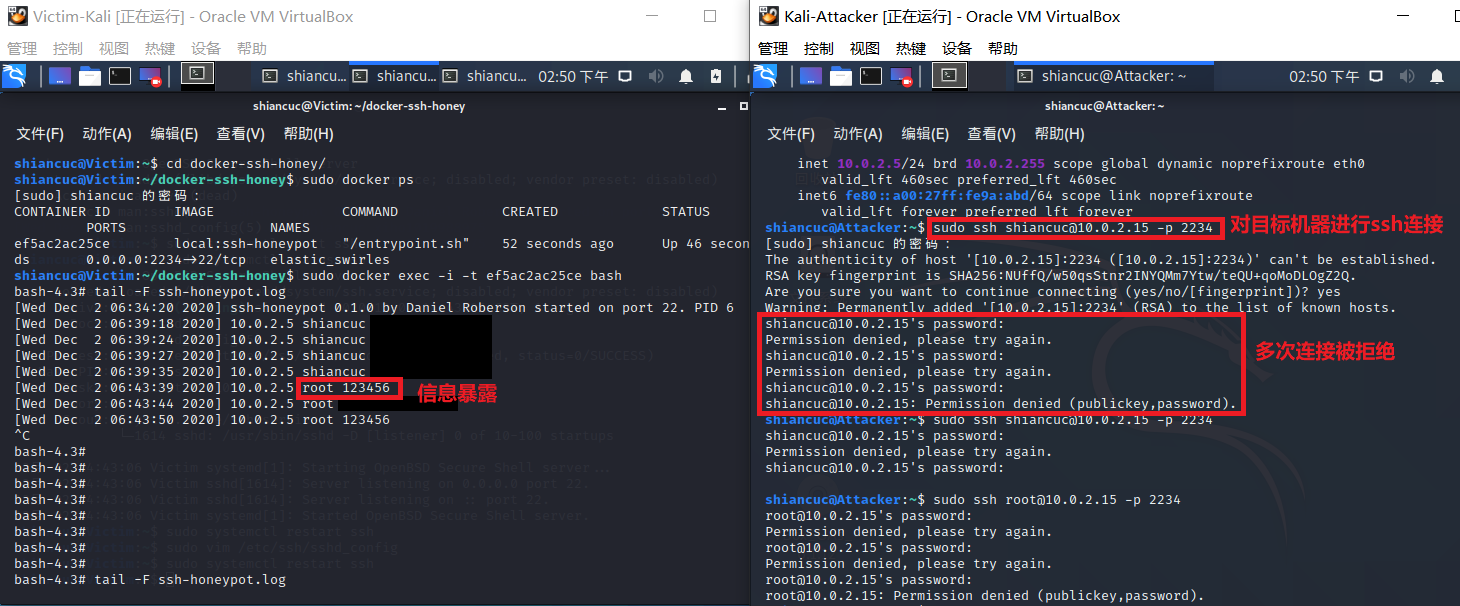 Victim-Kali [正在运行] - Oracle VM VirtualBox
管理 控制 视图 热键 设备 帮助
shiancuc... shiancuc... shiancuc... 02:50 下午
shiancuc@Victim:~/docker-ssh-honey
文件(F) 动作(A) 编辑(E) 查看(V) 帮助(H)
shiancuc@Victim:~$ cd docker-ssh-honey/
shiancuc@Victim:~/docker-ssh-honey$ sudo docker ps
[sudo] shiancuc 的密码：
CONTAINER ID IMAGE COMMAND CREATED STATUS
PORTS NAMES
ef5ac2ac25ce local:ssh-honeypot "/entrypoint.sh" 52 seconds ago Up 46 secon
ds 0.0.0.0:2234->22/tcp elastic_swirles
shiancuc@Victim:~/docker-ssh-honey$ sudo docker exec -i -t ef5ac2ac25ce bash
bash-4.3# tail -F ssh-honeypot.log
[Wed Dec  2 06:34:20 2020] ssh-honeypot 0.1.0 by Daniel Roberson started on port 22. PID 6
[Wed Dec  2 06:39:18 2020] 10.0.2.5 shiancuc
[Wed Dec  2 06:39:24 2020] 10.0.2.5 shiancuc
[Wed Dec  2 06:39:27 2020] 10.0.2.5 shiancuc
[Wed Dec  2 06:39:35 2020] 10.0.2.5 shiancuc
[Wed Dec  2 06:43:39 2020] 10.0.2.5 root 123456 信息暴露
[Wed Dec  2 06:43:44 2020] 10.0.2.5 root
[Wed Dec  2 06:43:50 2020] 10.0.2.5 root 123456
^C
bash-4.3#
bash-4.3#
bash-4.3#
bash-4.3#
bash-4.3#
bash-4.3#
bash-4.3#
bash-4.3#
bash-4.3# tail -F ssh-honeypot.log
Kali-Attacker [正在运行] - Oracle VM VirtualBox
管理 控制 视图 热键 设备 帮助
shiancuc@Attacker: ~ 02:50 下午
shiancuc@Attacker:~
文件(F) 动作(A) 编辑(E) 查看(V) 帮助(H)
inet 10.0.2.5/24 brd 10.0.2.255 scope global dynamic noprefixroute eth0
valid_lft 460sec preferred_lft 460sec
inet6 fe80::a00:27ff:fe9a:abd/64 scope link noprefixroute
valid_lft forever preferred_lft forever
shiancuc@Attacker:~$ sudo ssh shiancuc@10.0.2.15 -p 2234 对目标机器进行ssh连接
[sudo] shiancuc 的密码：
The authenticity of host '[10.0.2.15]:2234 ([10.0.2.15]:2234)' can't be established.
RSA key fingerprint is SHA256:NUffQ/w50qsStnr2INYQMm7Ytw/teQU+qoMoDLOgZ2Q.
Are you sure you want to continue connecting (yes/no/[fingerprint])? yes
Warning: Permanently added '[10.0.2.15]:2234' (RSA) to the list of known hosts.
shiancuc@10.0.2.15's password:
Permission denied, please try again.
shiancuc@10.0.2.15's password:
多次连接被拒绝
Permission denied, please try again.
shiancuc@10.0.2.15's password:
shiancuc@10.0.2.15: Permission denied (publickey,password).
shiancuc@Attacker:~$ sudo ssh shiancuc@10.0.2.15 -p 2234
shiancuc@10.0.2.15's password:
Permission denied, please try again.
shiancuc@10.0.2.15's password:
shiancuc@Attacker:~$ sudo ssh root@10.0.2.15 -p 2234
root@10.0.2.15's password:
Permission denied, please try again.
root@10.0.2.15's password:
Permission denied, please try again.
root@10.0.2.15's password:
root@10.0.2.15: Permission denied (publickey,password).